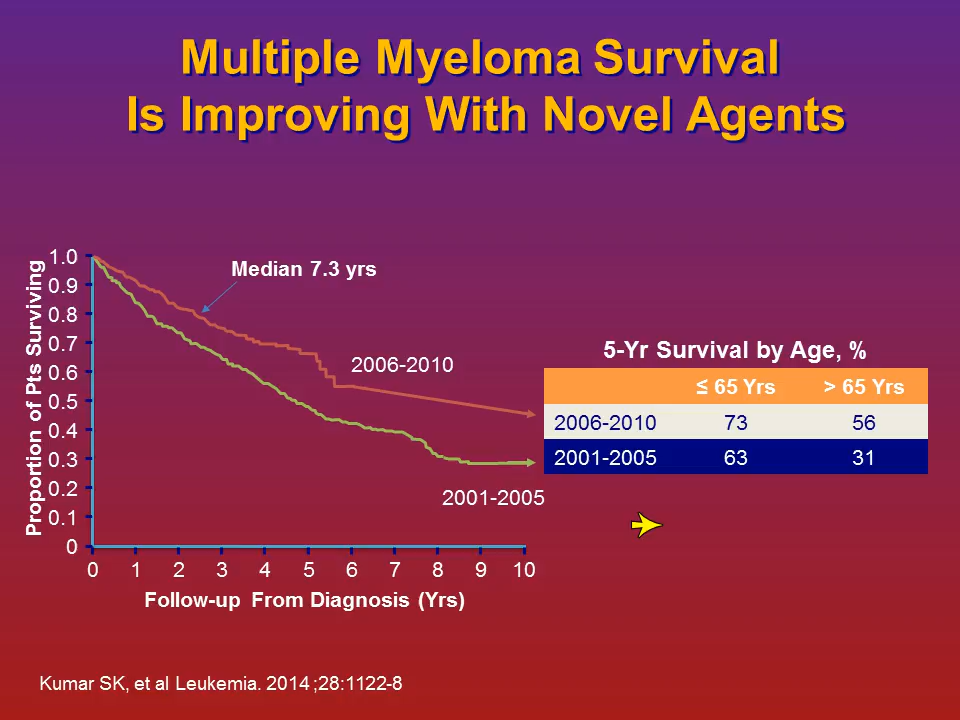 Multiple Myeloma Survival
Is Improving With Novel Agents
Proportion of Pts Surviving
1.0
0.9
0.8
0.7
0.6
0.5
0.4
0.3
0.2
0.1
0
Median 7.3 yrs
2006-2010
2001-2005
0 1 2 3 4 5 6 7 8 9 10
Follow-up From Diagnosis (Yrs)
5-Yr Survival by Age, %
≤ 65 Yrs > 65 Yrs
2006-2010 73 56
2001-2005 63 31
Kumar SK, et al Leukemia. 2014 ;28:1122-8